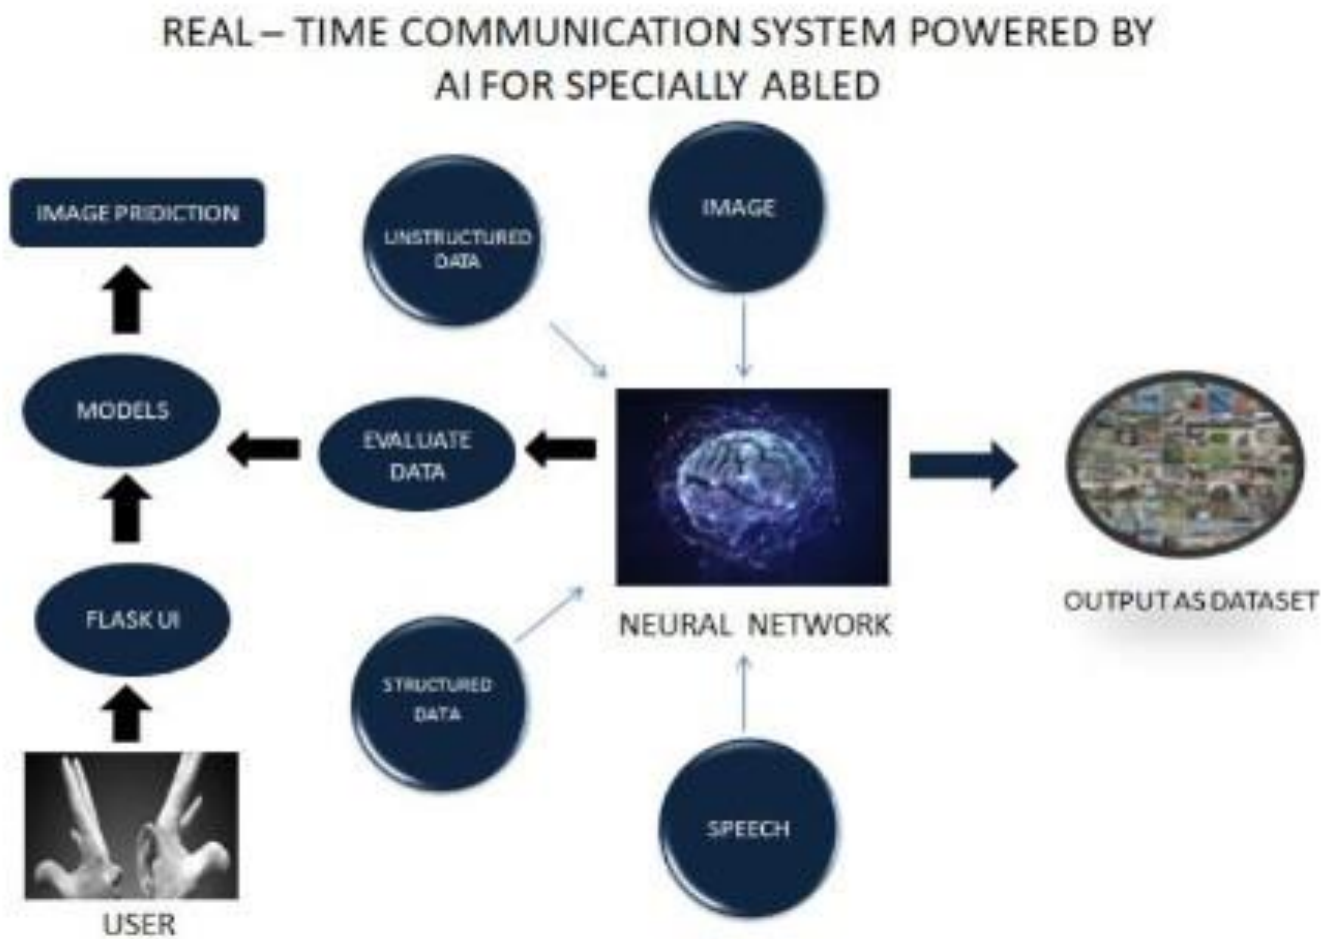 REAL – TIME COMMUNICATION SYSTEM POWERED BY
AI FOR SPECIALLY ABLED
IMAGE PRIDICTION
UNSTRUCTURED
DATA
IMAGE
MODELS
EVALUATE
DATA
FLASK UI
NEURAL NETWORK
OUTPUT AS DATASET
STRUCTURED
DATA
SPEECH
USER